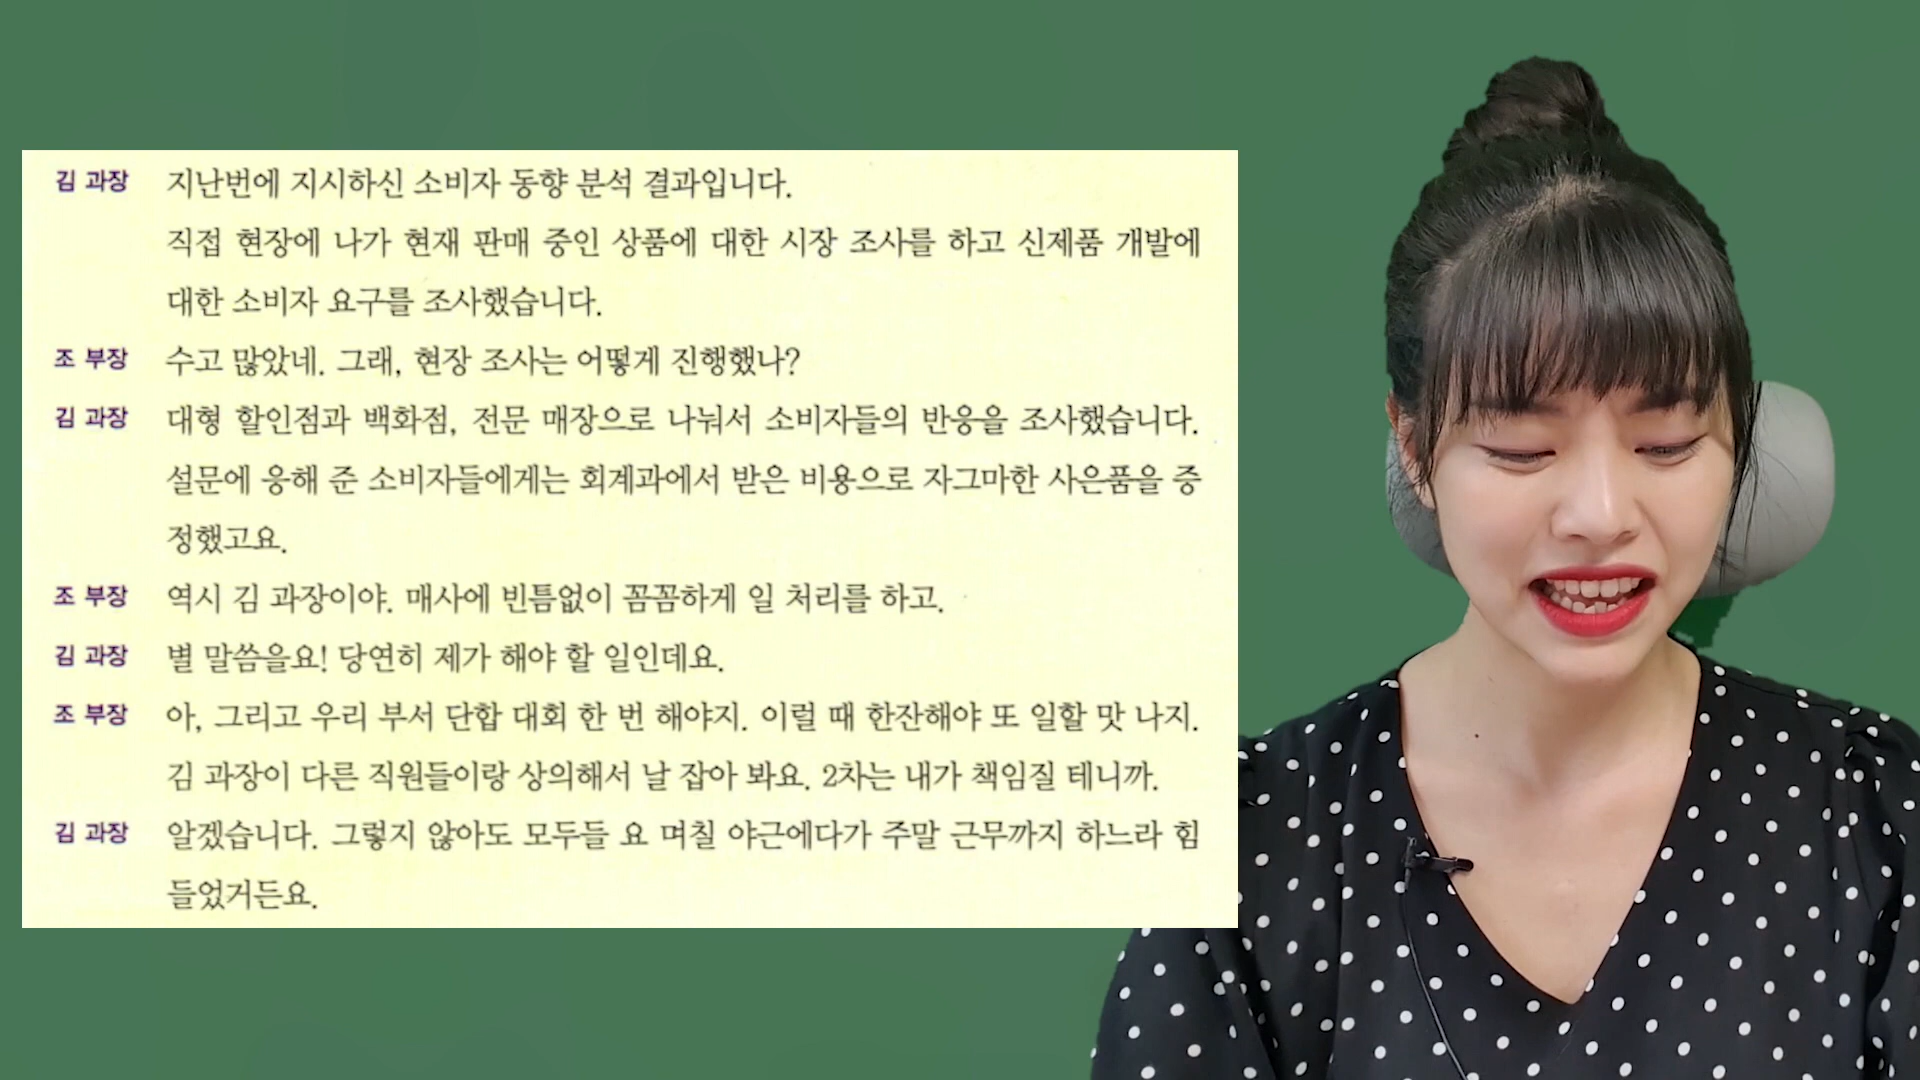 김 과장 지난번에 지시하신 소비자 동향 분석 결과입니다.
직접 현장에 나가 현재 판매 중인 상품에 대한 시장 조사를 하고 신제품 개발에
대한 소비자 요구를 조사했습니다.
조 부장 수고 많았네. 그래, 현장 조사는 어떻게 진행했나?
김 과장 대형 할인점과 백화점, 전문 매장으로 나눠서 소비자들의 반응을 조사했습니다.
설문에 응해 준 소비자들에게는 회계과에서 받은 비용으로 자그마한 사은품을 증
정했고요.
조 부장 역시 김 과장이야. 매사에 빈틈없이 꼼꼼하게 일 처리를 하고.
김 과장 별 말씀을요! 당연히 제가 해야 할 일인데요.
조 부장 아, 그리고 우리 부서 단합 대회 한 번 해야지. 이럴 때 한잔해야 또 일할 맛 나지.
김 과장이 다른 직원들이랑 상의해서 날 잡아 봐요. 2차는 내가 책임질 테니까.
김 과장 알겠습니다. 그렇지 않아도 모두들 요 며칠 야근에다가 주말 근무까지 하느라 힘
들었거든요.